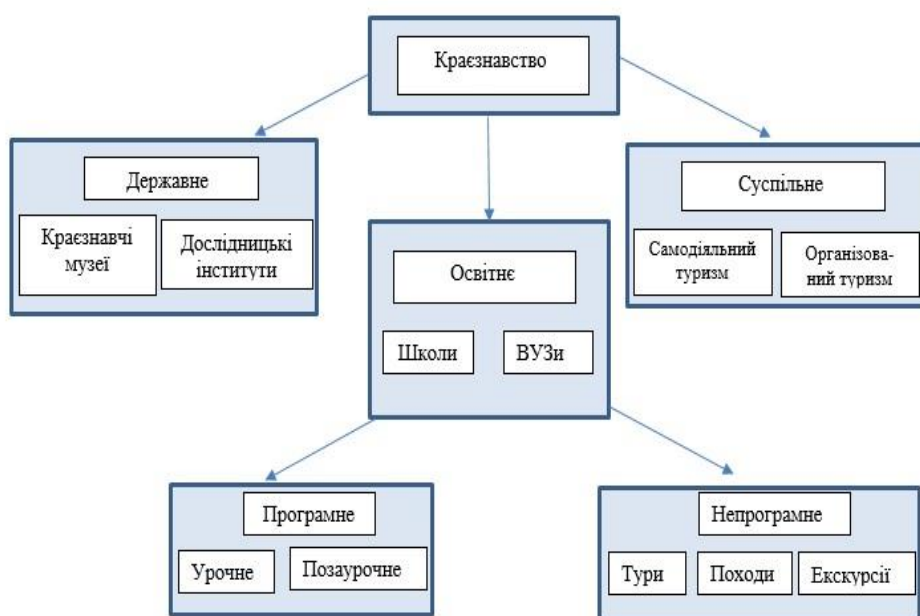 Краєзнавство
Державне
Краєзнавчі
музеї
Дослідницькі
інститути
Суспільне
Самодіяльний
туризм
Організова-
ний туризм
Освітнє
Школи
ВУЗи
Програмне
Урочне
Позаурочне
Непрограмне
Тури
Походи
Екскурсії